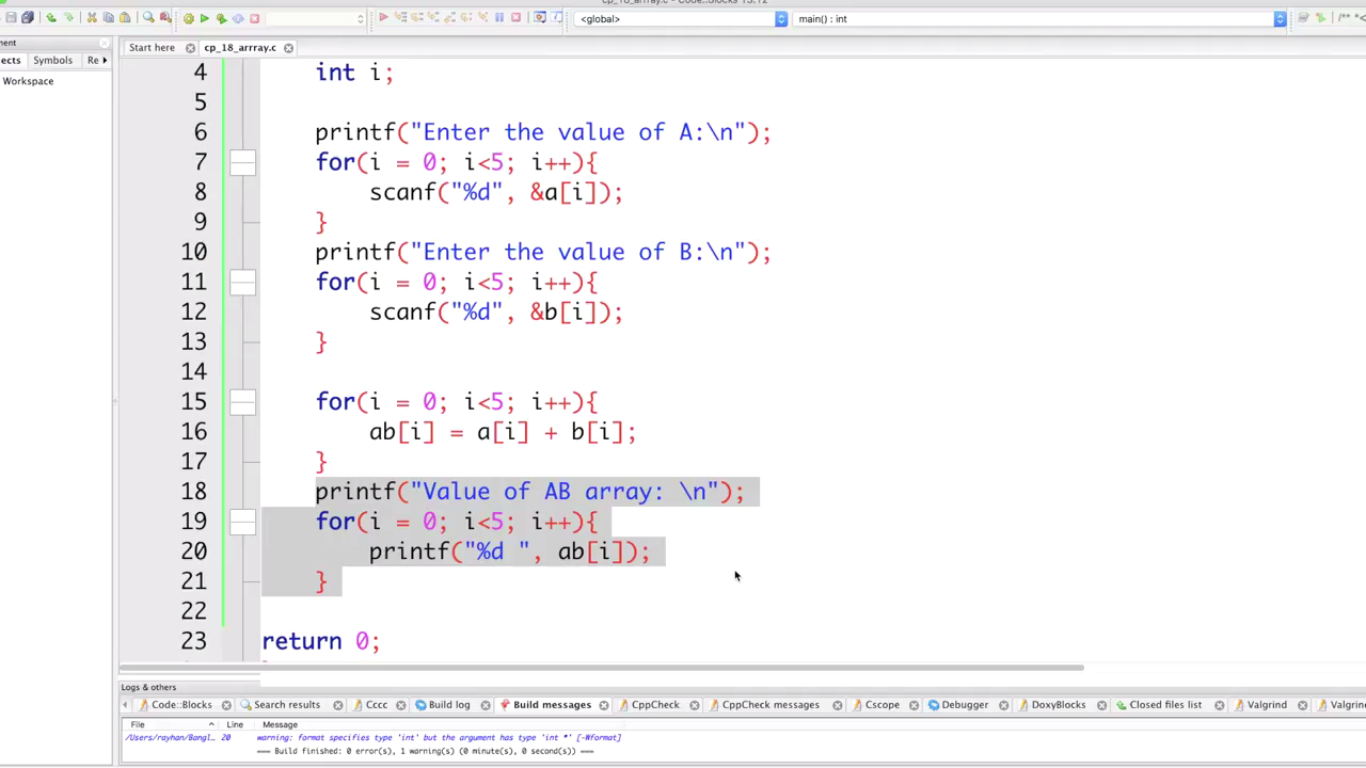 cp_18_arrray.c - Code::Blocks 13.12
<global>
main() : int
/** *<
ment
Start here
cp_18_arrray.c
ects Symbols Re
Workspace
4 int i;
5
6 printf("Enter the value of A:\n");
7 for(i = 0; i<5; i++){
8 scanf("%d", &a[i]);
9 }
10 printf("Enter the value of B:\n");
11 for(i = 0; i<5; i++){
12 scanf("%d", &b[i]);
13 }
14
15 for(i = 0; i<5; i++){
16 ab[i] = a[i] + b[i];
17 }
18 printf("Value of AB array: \n");
19 for(i = 0; i<5; i++){
20 printf("%d ", ab[i]);
21 }
22
23 return 0;
Logs & others
Code::Blocks Search results Cccc Build log Build messages CppCheck CppCheck messages Cscope Debugger DoxyBlocks Closed files list Valgrind Valgrin
File Line Message
/Users/rayhan/Bangl… 20 warning: format specifies type 'int' but the argument has type 'int *' [-Wformat]
=== Build finished: 0 error(s), 1 warning(s) (0 minute(s), 0 second(s)) ===